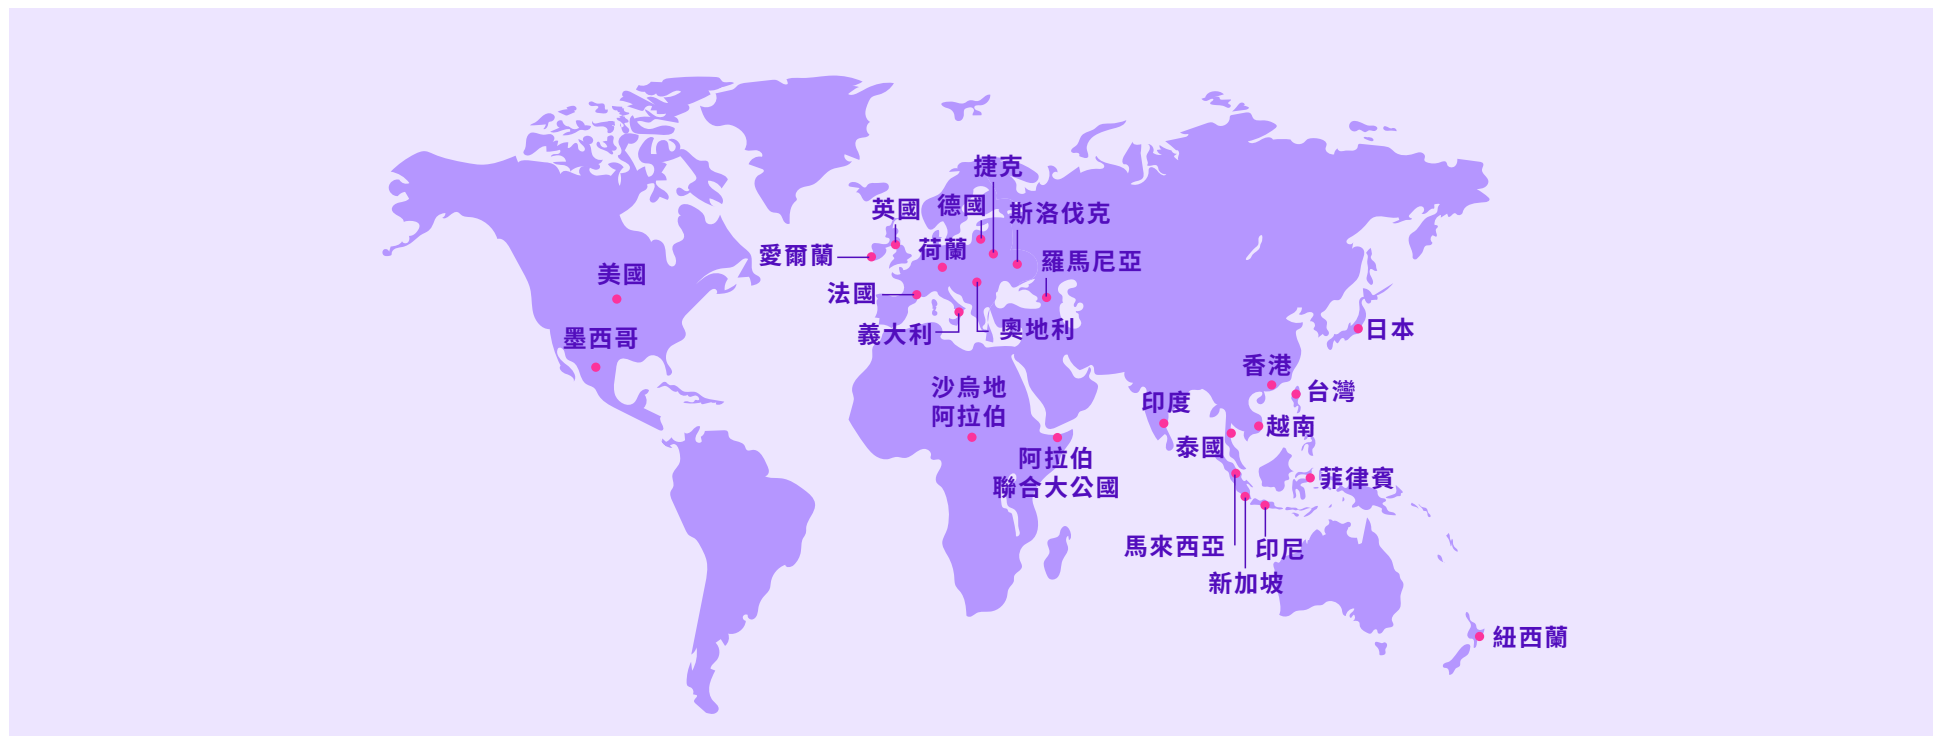 捷克
英國
德國
斯洛伐克
愛爾蘭
荷蘭
羅馬尼亞
美國
法國
墨西哥
義大利
奧地利
日本
香港
沙烏地
阿拉伯
印度
台灣
越南
泰國
阿拉伯
聯合大公國
菲律賓
馬來西亞
印尼
新加坡
紐西蘭